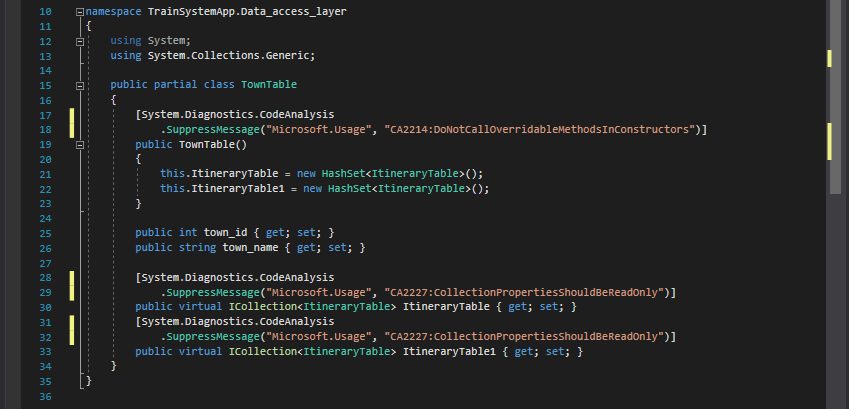 10 namespace TrainSystemApp.Data_access_layer
11 {
12 using System;
13 using System.Collections.Generic;
14
15 public partial class TownTable
16 {
17 [System.Diagnostics.CodeAnalysis
18 .SuppressMessage("Microsoft.Usage", "CA2214:DoNotCallOverridableMethodsInConstructors")]
19 public TownTable()
20 {
21 this.ItineraryTable = new HashSet<ItineraryTable>();
22 this.ItineraryTable1 = new HashSet<ItineraryTable>();
23 }
24
25 public int town_id { get; set; }
26 public string town_name { get; set; }
27
28 [System.Diagnostics.CodeAnalysis
29 .SuppressMessage("Microsoft.Usage", "CA2227:CollectionPropertiesShouldBeReadOnly")]
30 public virtual ICollection<ItineraryTable> ItineraryTable { get; set; }
31 [System.Diagnostics.CodeAnalysis
32 .SuppressMessage("Microsoft.Usage", "CA2227:CollectionPropertiesShouldBeReadOnly")]
33 public virtual ICollection<ItineraryTable> ItineraryTable1 { get; set; }
34 }
35 }
36